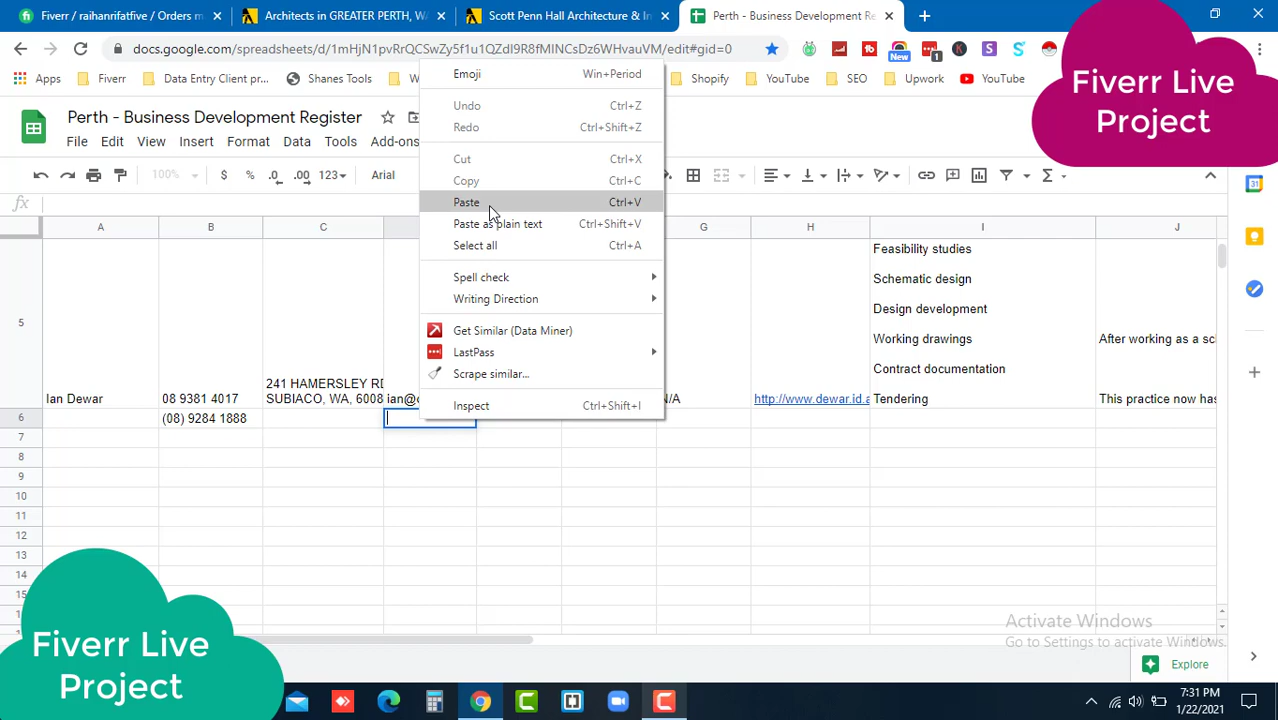 Fiverr / raihanrifatfive / Orders m
Architects in GREATER PERTH, WA
Scott Penn Hall Architecture & In
Perth - Business Development Re
docs.google.com/spreadsheets/d/1mHjN1pvRrQCSwZy5f1u1QZdl9R8fMINCsDz6WHvauVM/edit#gid=0
New
1
Apps
Fiverr
Data Entry Client
Shanes Tools
W
Shopify
YouTube
SEO
Upwork
YouTube
Fiverr Live
Project
Perth - Business Development Register
File
Edit
View
Insert
Format
Data
Tools
Add-ons
100%
$
%
.0
.00
123
Arial
Emoji Win+Period
Undo Ctrl+Z
Redo Ctrl+Shift+Z
Cut Ctrl+X
Copy Ctrl+C
Paste Ctrl+V
Paste as plain text Ctrl+Shift+V
Select all Ctrl+A
Spell check
Writing Direction
Get Similar (Data Miner)
LastPass
Scrape similar...
Inspect Ctrl+Shift+I
fx
A B C G H I J
Feasibility studies
Schematic design
Design development
5
Working drawings
After working as a sc
Contract documentation
241 HAMERSLEY RD
Ian Dewar
08 9381 4017
SUBIACO, WA, 6008
ian@
N/A
http://www.dewar.id.a
Tendering
This practice now has
6
(08) 9284 1888
7
8
9
10
11
12
13
14
15
Activate Windows
Go to Settings to activate Windows.
Explore
Fiverr Live
Project
7:31 PM
1/22/2021